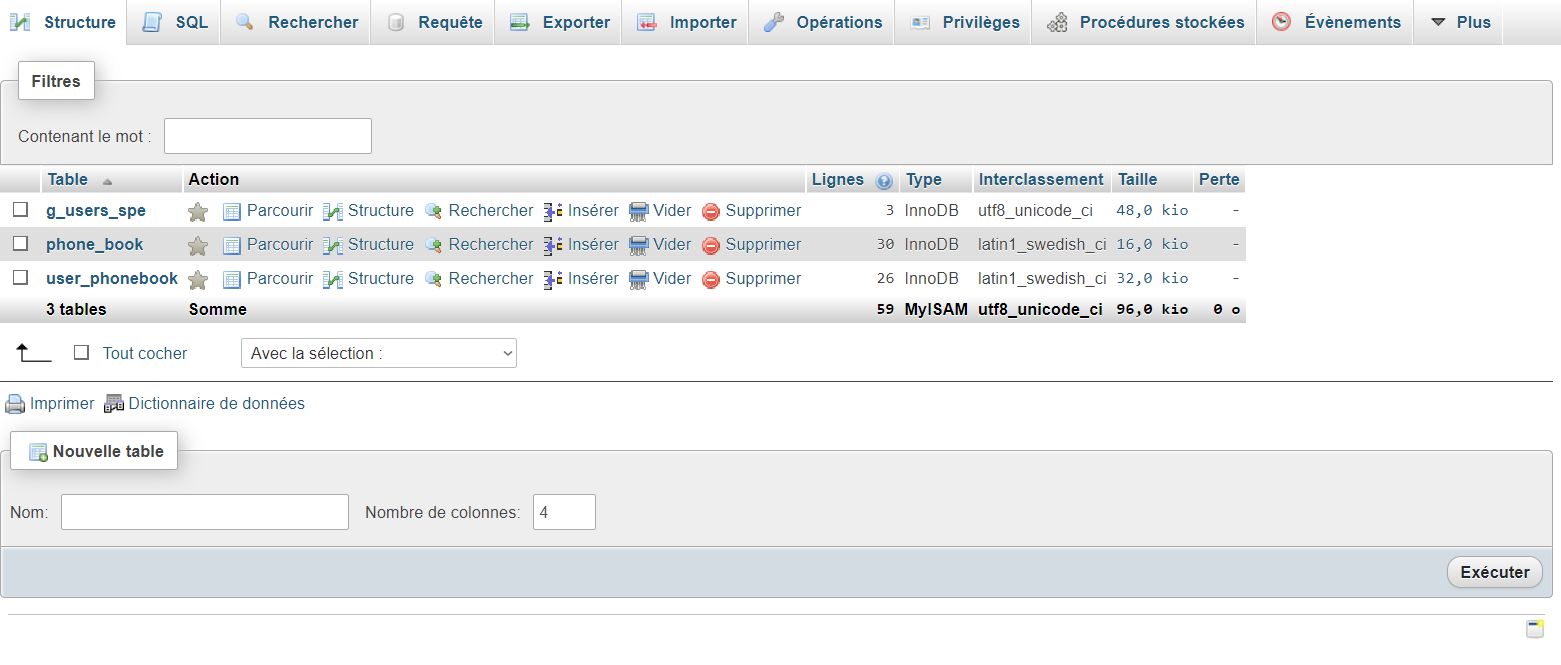 Structure SQL Rechercher Requête Exporter Importer Opérations Privilèges Procédures stockées Évènements Plus
Filtres
Contenant le mot :
Table Action Lignes Type Interclassement Taille Perte
g_users_spe Parcourir Structure Rechercher Insérer Vider Supprimer 3 InnoDB utf8_unicode_ci 48,0 kio -
phone_book Parcourir Structure Rechercher Insérer Vider Supprimer 30 InnoDB latin1_swedish_ci 16,0 kio -
user_phonebook Parcourir Structure Rechercher Insérer Vider Supprimer 26 InnoDB latin1_swedish_ci 32,0 kio -
3 tables Somme 59 MyISAM utf8_unicode_ci 96,0 kio 0 o
Tout cocher Avec la sélection :
Imprimer Dictionnaire de données
Nouvelle table
Nom: Nombre de colonnes: 4
Exécuter